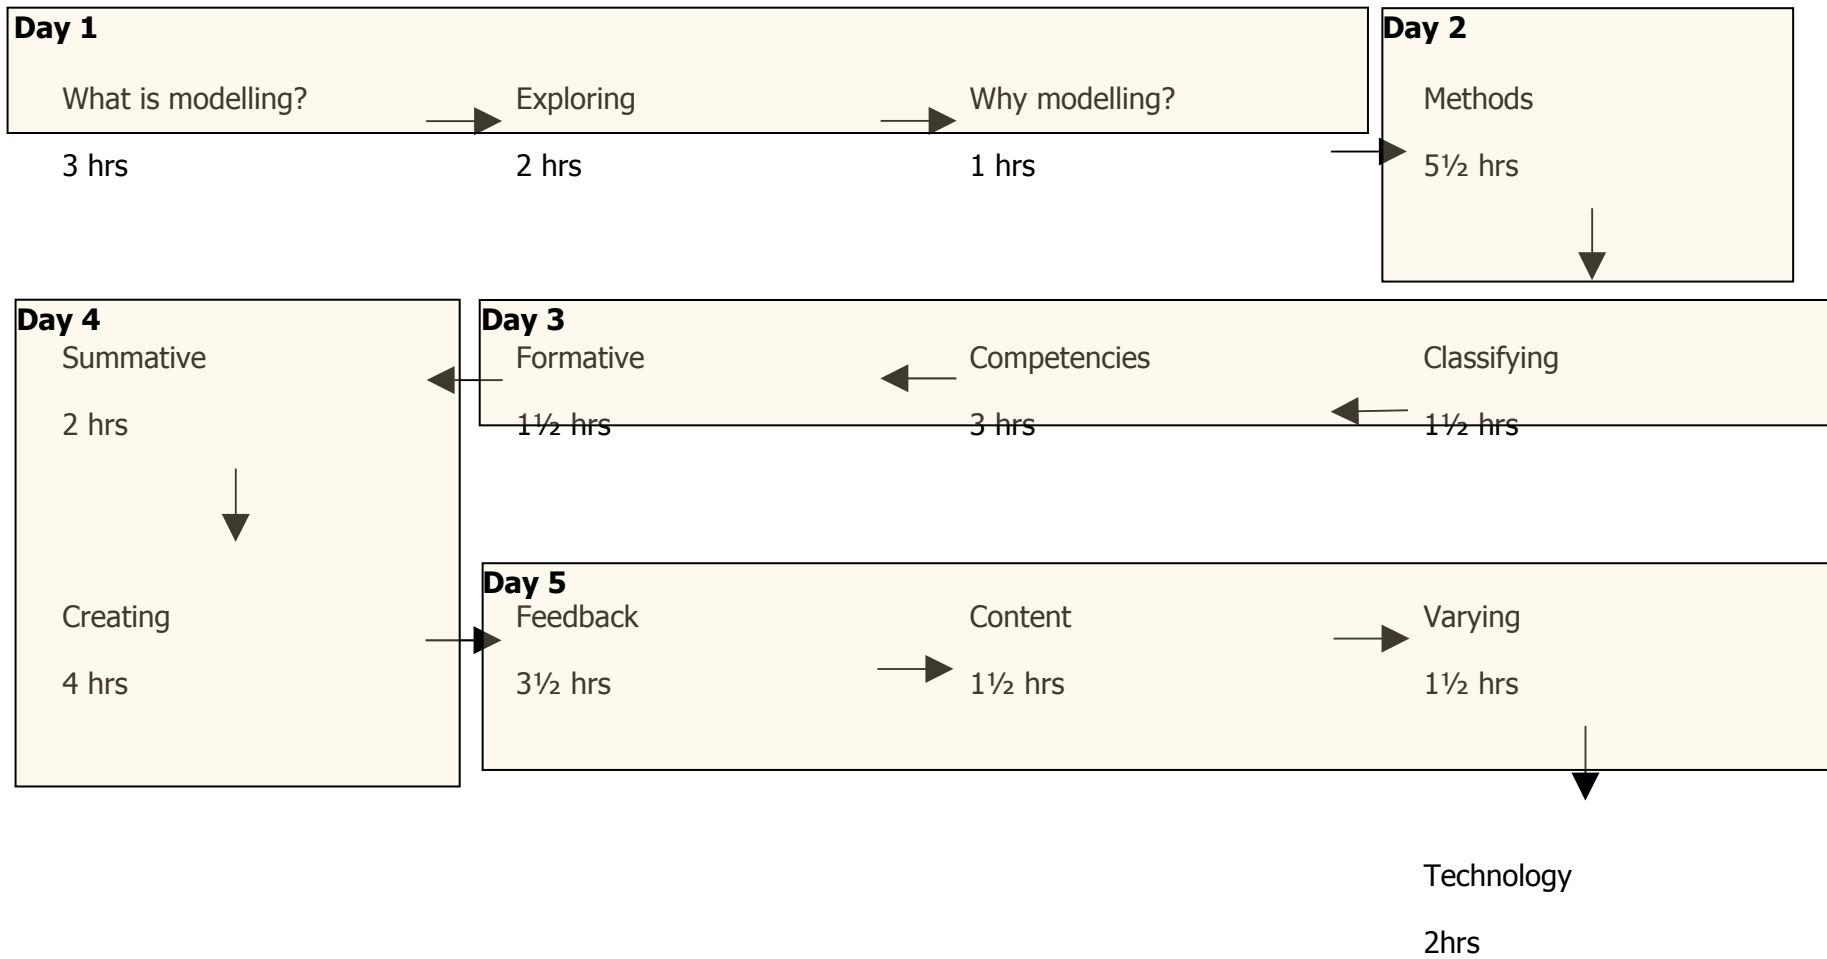 Day 1
What is modelling?
3 hrs
Exploring
2 hrs
Why modelling?
1 hrs
Day 2
Methods
5½ hrs
Day 3
Classifying
1½ hrs
Competencies
3 hrs
Formative
1½ hrs
Day 4
Summative
2 hrs
Creating
4 hrs
Day 5
Feedback
3½ hrs
Content
1½ hrs
Varying
1½ hrs
Technology
2hrs